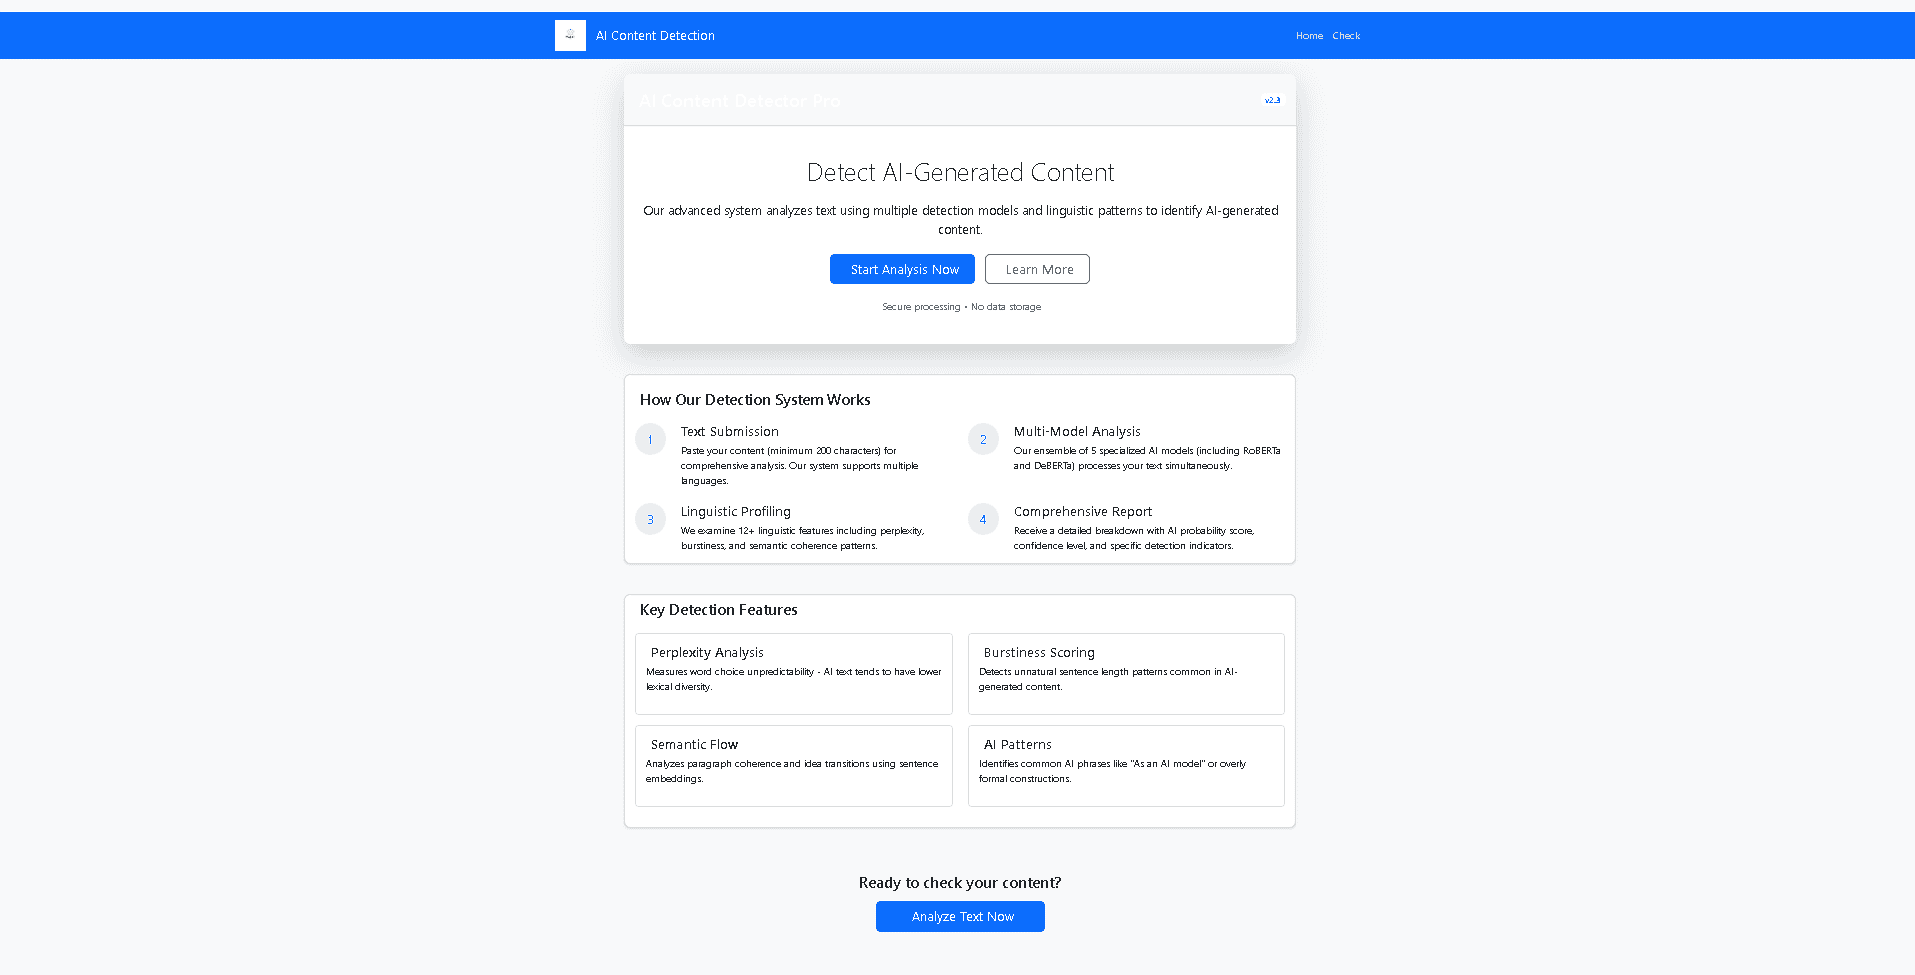 AI Content Detection
Home Check
AI Content Detector Pro
v2.3
Detect AI-Generated Content
Our advanced system analyzes text using multiple detection models and linguistic patterns to identify AI-generated
content.
Start Analysis Now
Learn More
Secure processing • No data storage
How Our Detection System Works
1
Text Submission
Paste your content (minimum 200 characters) for
comprehensive analysis. Our system supports multiple
languages.
2
Multi-Model Analysis
Our ensemble of 5 specialized AI models (including RoBERTa
and DeBERTa) processes your text simultaneously.
3
Linguistic Profiling
We examine 12+ linguistic features including perplexity,
burstiness, and semantic coherence patterns.
4
Comprehensive Report
Receive a detailed breakdown with AI probability score,
confidence level, and specific detection indicators.
Key Detection Features
Perplexity Analysis
Measures word choice unpredictability - AI text tends to have lower
lexical diversity.
Burstiness Scoring
Detects unnatural sentence length patterns common in AI-
generated content.
Semantic Flow
Analyzes paragraph coherence and idea transitions using sentence
embeddings.
AI Patterns
Identifies common AI phrases like "As an AI model" or overly
formal constructions.
Ready to check your content?
Analyze Text Now